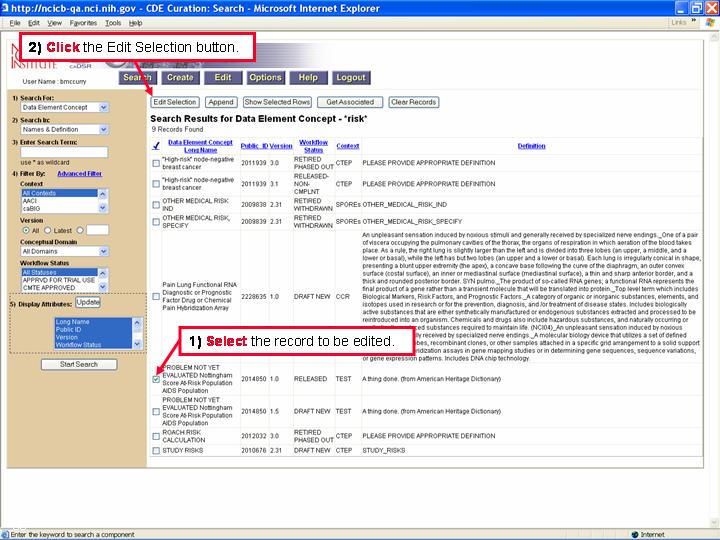 http://ncicb-qa.nci.nih.gov - CDE Curation: Search - Microsoft Internet Explorer
File Edit View Favorites Tools Help
Links »
INSTITUTE
caDSR
2) Click the Edit Selection button.
User Name : bmccurry
Search Create Edit Options Help Logout
1) Search For:
Data Element Concept
2) Search In:
Names & Definition
3) Enter Search Term:
use * as wildcard
4) Filter By: Advanced Filter
Context
All Contexts
AACI
caBIG
Version
All Latest
Conceptual Domain
All Domains
Workflow Status
All Statuses
APPRVD FOR TRIAL USE
CMTE APPROVED
5) Display Attributes: Update
Long Name
Public ID
Version
Workflow Status
Start Search
Edit Selection Append Show Selected Rows Get Associated Clear Records
Search Results for Data Element Concept - *risk*
9 Records Found
Data Element Concept Long Name Public_ID Version Workflow Status Context Definition
"High-risk" node-negative breast cancer 2011939 3.0 RETIRED PHASED OUT CTEP PLEASE PROVIDE APPROPRIATE DEFINITION
"High-risk" node-negative breast cancer 2011939 3.1 RELEASED-NON-CMPLNT CTEP PLEASE PROVIDE APPROPRIATE DEFINITION
OTHER MEDICAL RISK IND 2009838 2.31 RETIRED WITHDRAWN SPOREs OTHER_MEDICAL_RISK_IND
OTHER MEDICAL RISK, SPECIFY 2009839 2.31 RETIRED WITHDRAWN SPOREs OTHER_MEDICAL_RISK_SPECIFY
Pain Lung Functional RNA Diagnostic or Prognostic Factor Drug or Chemical Pain Hybridization Array 2228635 1.0 DRAFT NEW CCR
An unpleasant sensation induced by noxious stimuli and generally received by specialized nerve endings._One of a pair
of viscera occupying the pulmonary cavities of the thorax, the organs of respiration in which aeration of the blood takes
place. As a rule, the right lung is slightly larger than the left and is divided into three lobes (an upper, a middle, and a
lower or basal), while the left has but two lobes (an upper and a lower or basal). Each lung is irregularly conical in shape,
presenting a blunt upper extremity (the apex), a concave base following the curve of the diaphragm, an outer convex
surface (costal surface), an inner or mediastinal surface (mediastinal surface), a thin and sharp anterior border, and a
thick and rounded posterior border. SYN pulmo._The product of so-called RNA genes; a functional RNA represents the
final product of a gene rather than a transient molecule that will be translated into protein._Top level term which includes
Biological Markers, Risk Factors, and Prognostic Factors._A category of organic or inorganic substances, elements, and
isotopes used in research or for the prevention, diagnosis, and/or treatment of disease states. Includes biologically
active substances that are either synthetically manufactured or endogenous substances extracted and processed to be
reintroduced into an organism. Chemicals and drugs also include hazardous substances, and naturally occurring or
substances required to maintain life. (NCI04)_An unpleasant sensation induced by noxious
received by specialized nerve endings._A molecular biology device that utilizes a set of defined
recombinant clones, or other samples attached in a specific grid arrangement to a solid support
assays in gene mapping studies or in determining gene sequences, sequence variations,
or gene expression patterns. Includes DNA chip technology.
1) Select the record to be edited.
PROBLEM NOT YET EVALUATED Nottingham Score At-Risk Population AIDS Population 2014850 1.0 RELEASED TEST A thing done. (from American Heritage Dictionary)
PROBLEM NOT YET EVALUATED Nottingham Score At-Risk Population AIDS Population 2014850 1.5 DRAFT NEW TEST A thing done. (from American Heritage Dictionary)
ROACH RISK CALCULATION 2012032 3.0 RETIRED PHASED OUT CTEP PLEASE PROVIDE APPROPRIATE DEFINITION
STUDY RISKS 2010676 2.31 DRAFT NEW CTEP STUDY_RISKS
Enter the keyword to search a component
Internet